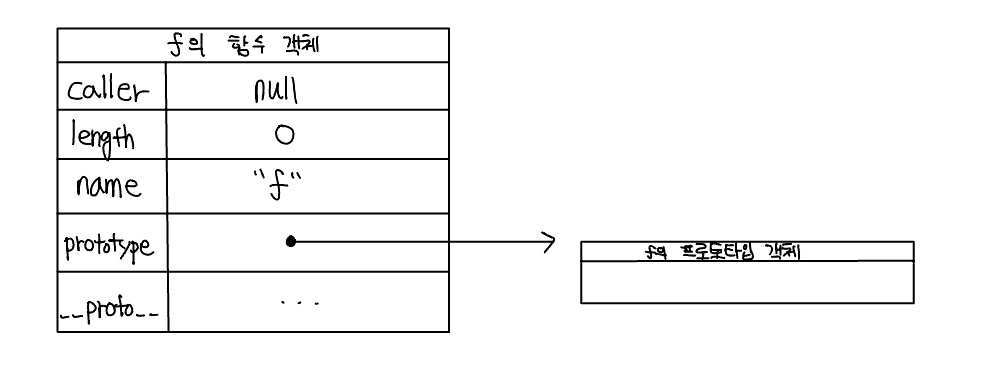 f의 함수 객체
caller null
length 0
name "f"
prototype
f의 프로토타입 객체
__proto__ ...